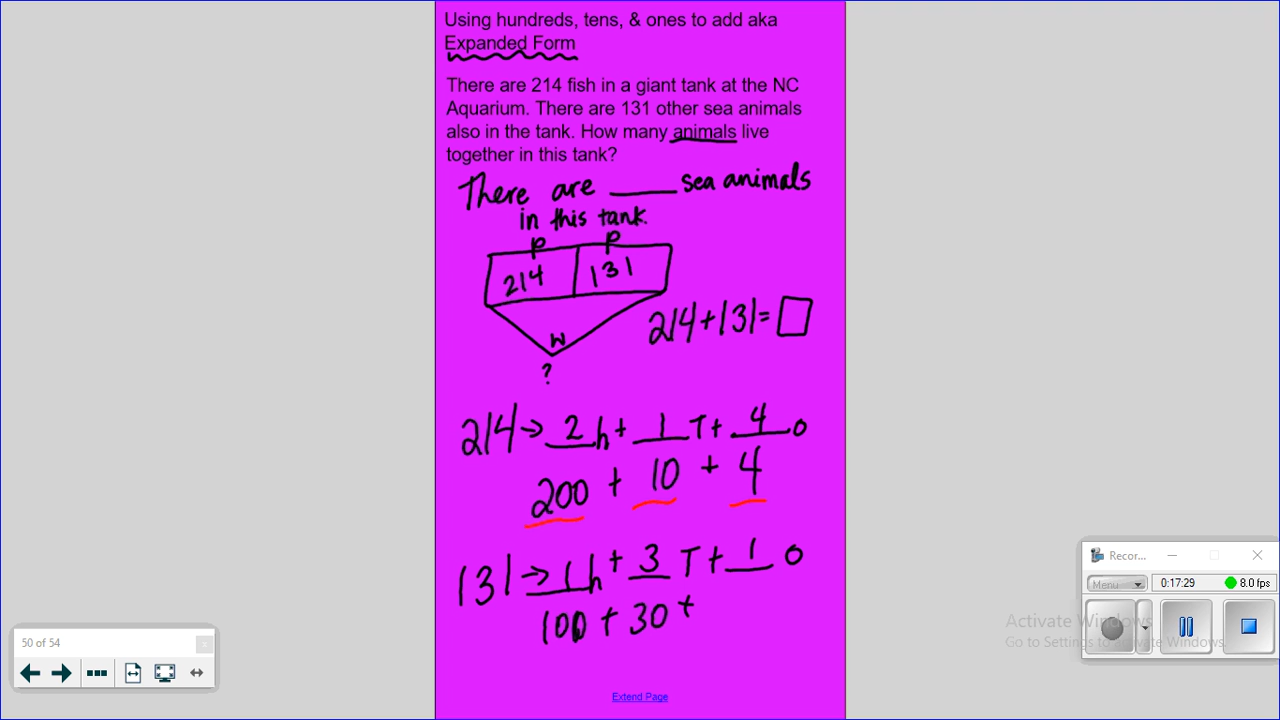 Using hundreds, tens, & ones to add aka
Expanded Form
There are 214 fish in a giant tank at the NC
Aquarium. There are 131 other sea animals
also in the tank. How many animals live
together in this tank?
There are ____ sea animals
in this tank.
P P
214 131
W
?
214+131=□
214→ 2 h+ 1 T+ 4 o
200 + 10 + 4
131→ 1 h+ 3 T+ 1 o
100 + 30 +
Extend Page
50 of 54
x
Recor...
Menu 0:17:29 8.0 fps
Activate Windows
Go to Settings to activate Windows.